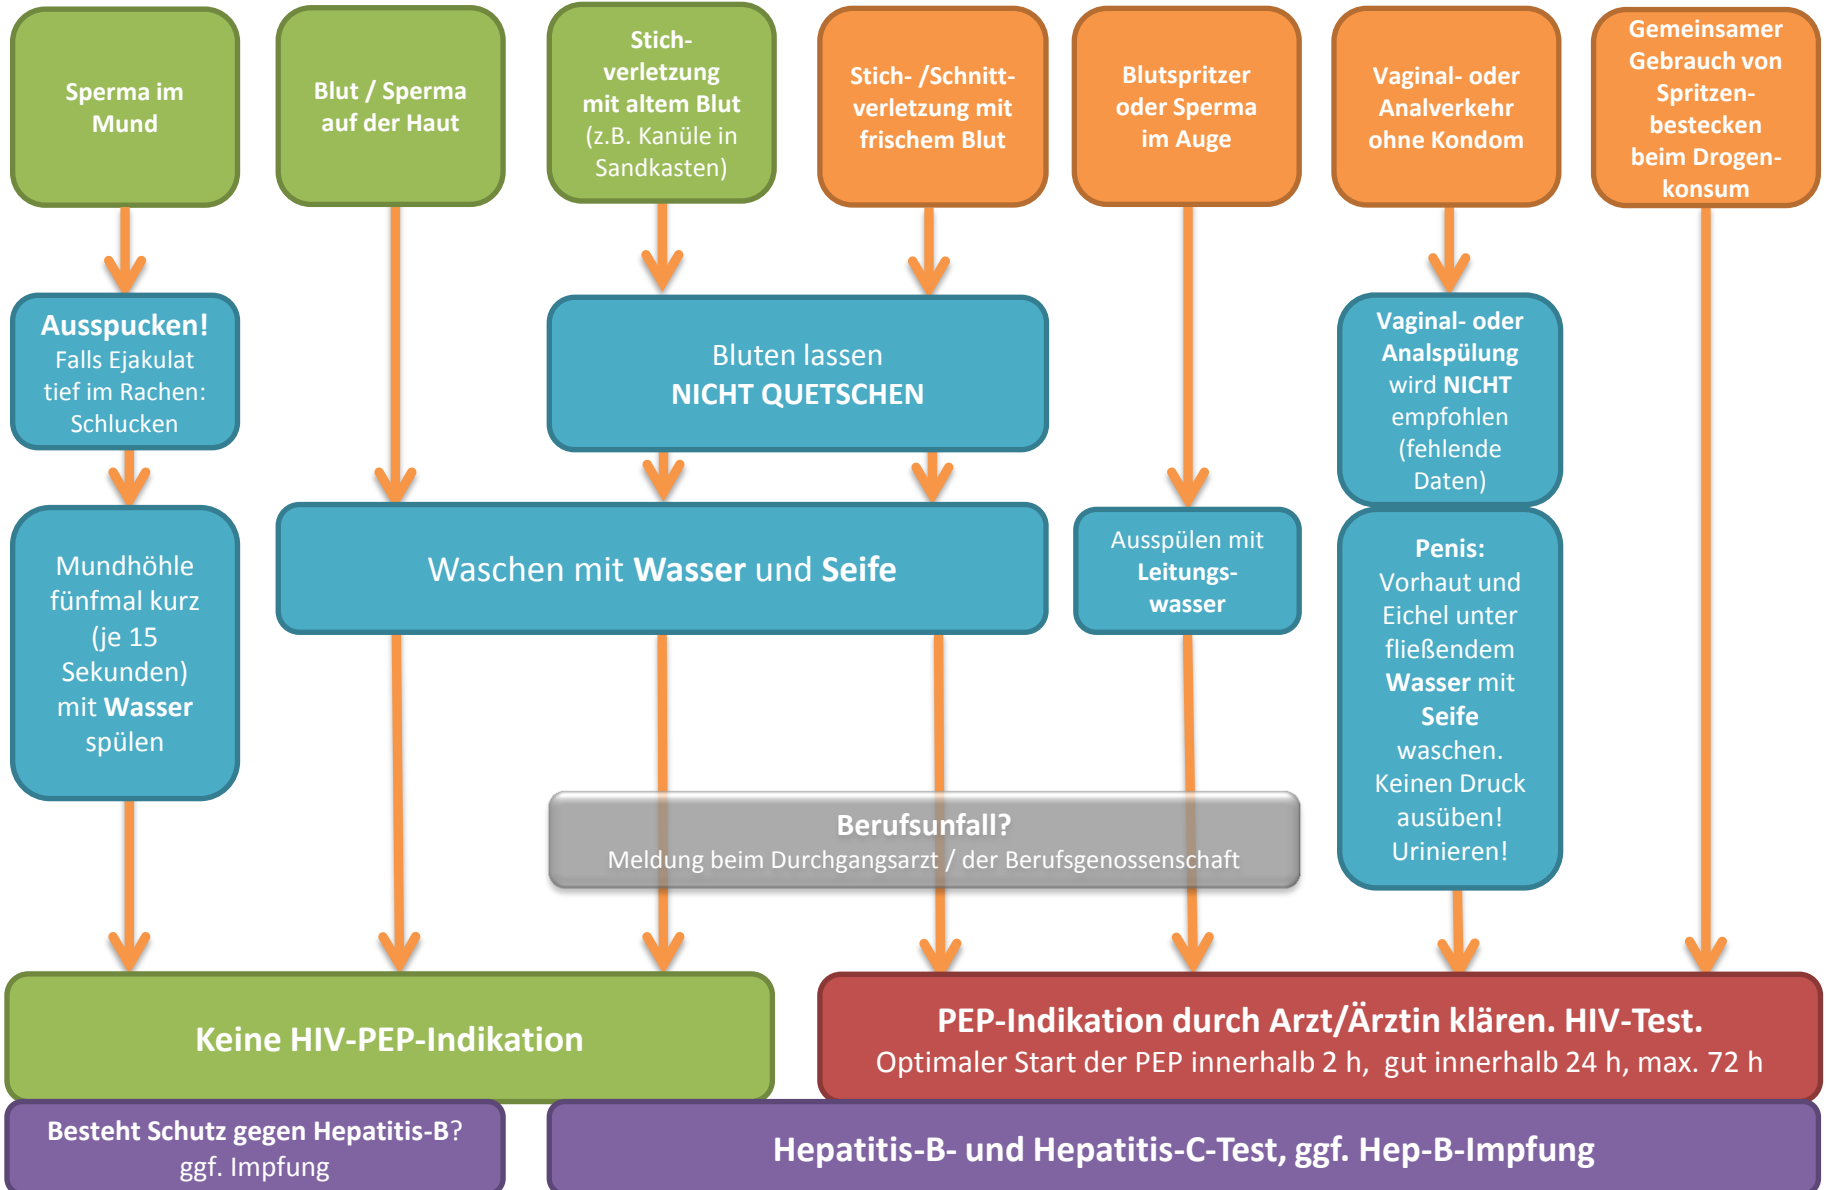 Sperma im
Mund
Blut / Sperma
auf der Haut
Stich-
verletzung
mit altem Blut
(z.B. Kanüle in
Sandkasten)
Stich- /Schnitt-
verletzung mit
frischem Blut
Blutspritzer
oder Sperma
im Auge
Vaginal- oder
Analverkehr
ohne Kondom
Gemeinsamer
Gebrauch von
Spritzen-
bestecken
beim Drogen-
konsum
Ausspucken!
Falls Ejakulat
tief im Rachen:
Schlucken
Bluten lassen
NICHT QUETSCHEN
Vaginal- oder
Analspülung
wird NICHT
empfohlen
(fehlende
Daten)
Mundhöhle
fünfmal kurz
(je 15
Sekunden)
mit Wasser
spülen
Waschen mit Wasser und Seife
Ausspülen mit
Leitungs-
wasser
Penis:
Vorhaut und
Eichel unter
fließendem
Wasser mit
Seife
waschen.
Keinen Druck
ausüben!
Urinieren!
Berufsunfall?
Meldung beim Durchgangsarzt / der Berufsgenossenschaft
Keine HIV-PEP-Indikation
PEP-Indikation durch Arzt/Ärztin klären. HIV-Test.
Optimaler Start der PEP innerhalb 2 h, gut innerhalb 24 h, max. 72 h
Besteht Schutz gegen Hepatitis-B?
ggf. Impfung
Hepatitis-B- und Hepatitis-C-Test, ggf. Hep-B-Impfung